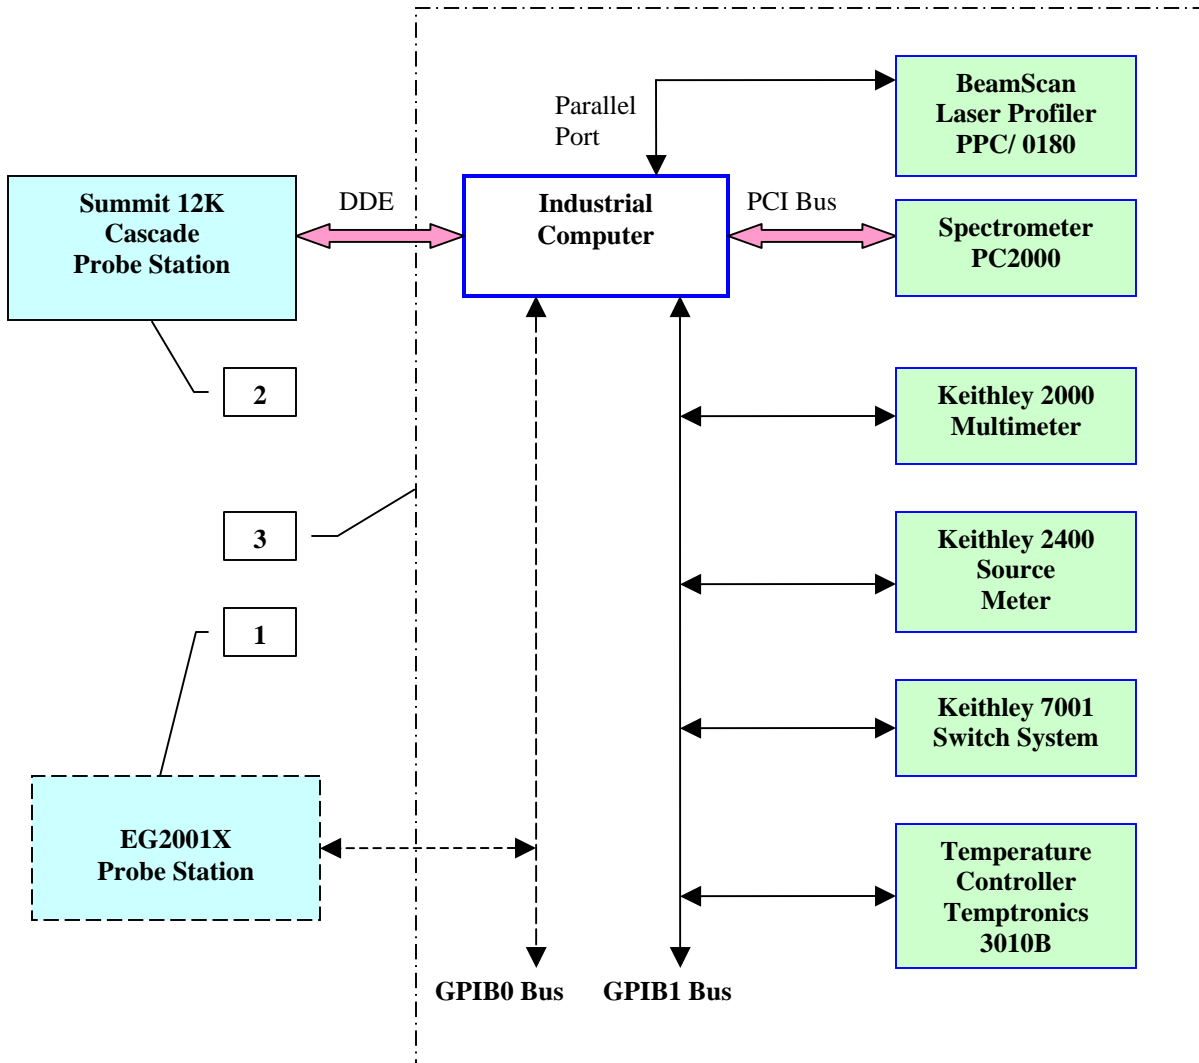 BeamScan
Laser Profiler
PPC/ 0180
Parallel
Port
Summit 12K
Cascade
Probe Station
DDE
Industrial
Computer
PCI Bus
Spectrometer
PC2000
2
Keithley 2000
Multimeter
3
Keithley 2400
Source
Meter
1
Keithley 7001
Switch System
EG2001X
Probe Station
Temperature
Controller
Temptronics
3010B
GPIB0 Bus
GPIB1 Bus